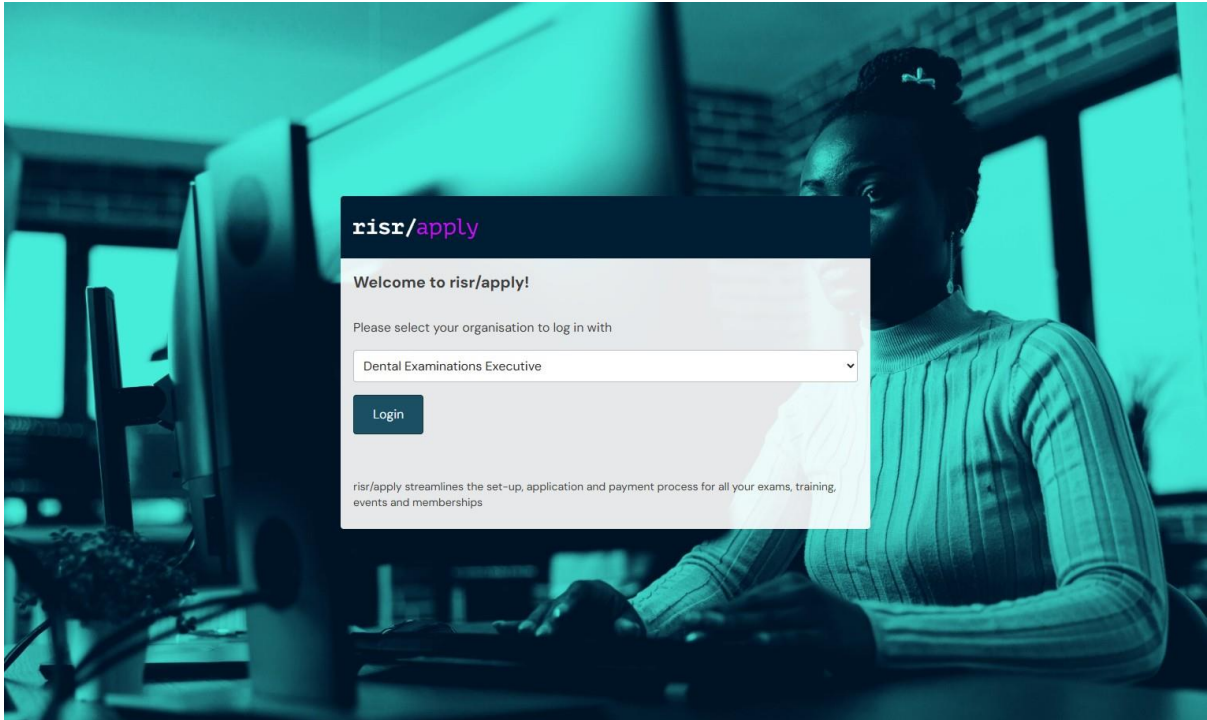 risr/apply
Welcome to risr/apply!
Please select your organisation to log in with
Dental Examinations Executive
Login
risr/apply streamlines the set-up, application and payment process for all your exams, training,
events and memberships